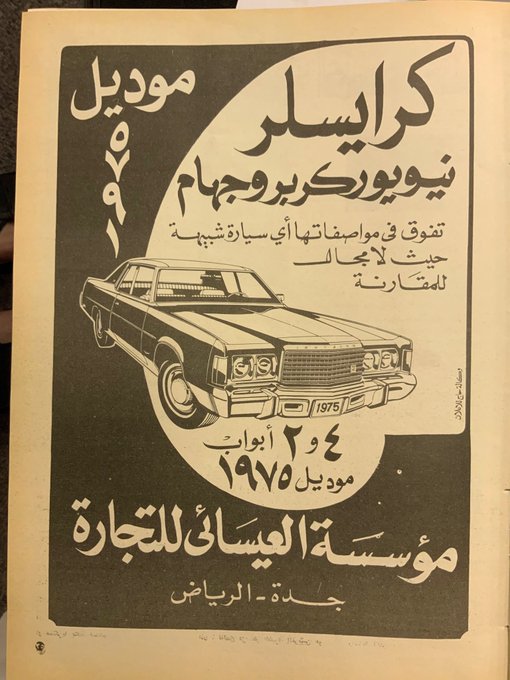 موديل ١٩٧٥
كرايسلر
نيويوركر بروجهام
تفوق في مواصفاتها أي سيارة شبيهة
حيث لا مجال
للمقارنة
1975
٤ و ٢ أبواب
موديل ١٩٧٥
مؤسسة العيسائى للتجارة
جدة - الرياض